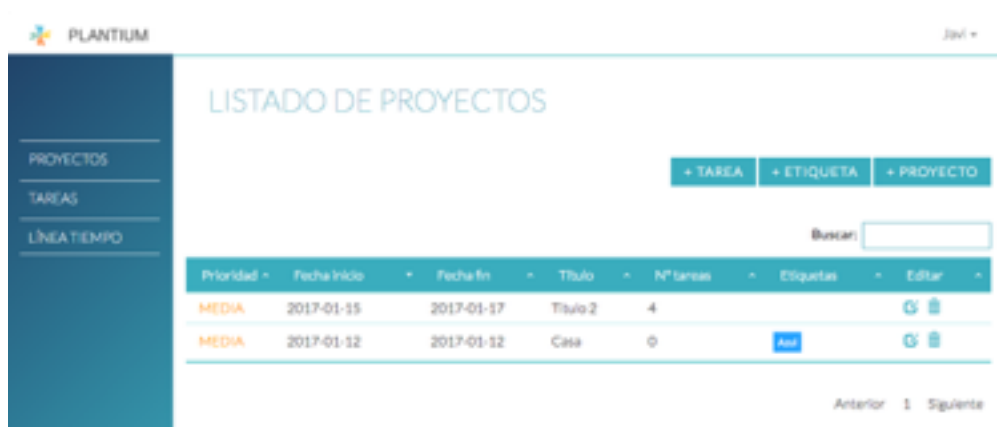 PLANTIUM
Javi
LISTADO DE PROYECTOS
PROYECTOS
TAREAS
LÍNEA TIEMPO
+ TAREA
+ ETIQUETA
+ PROYECTO
Buscar:
Prioridad Fecha inicio Fecha fin Título Nº tareas Etiquetas Editar
MEDIA 2017-01-15 2017-01-17 Título 2 4
MEDIA 2017-01-12 2017-01-12 Casa 0 Azul
Anterior 1 Siguiente